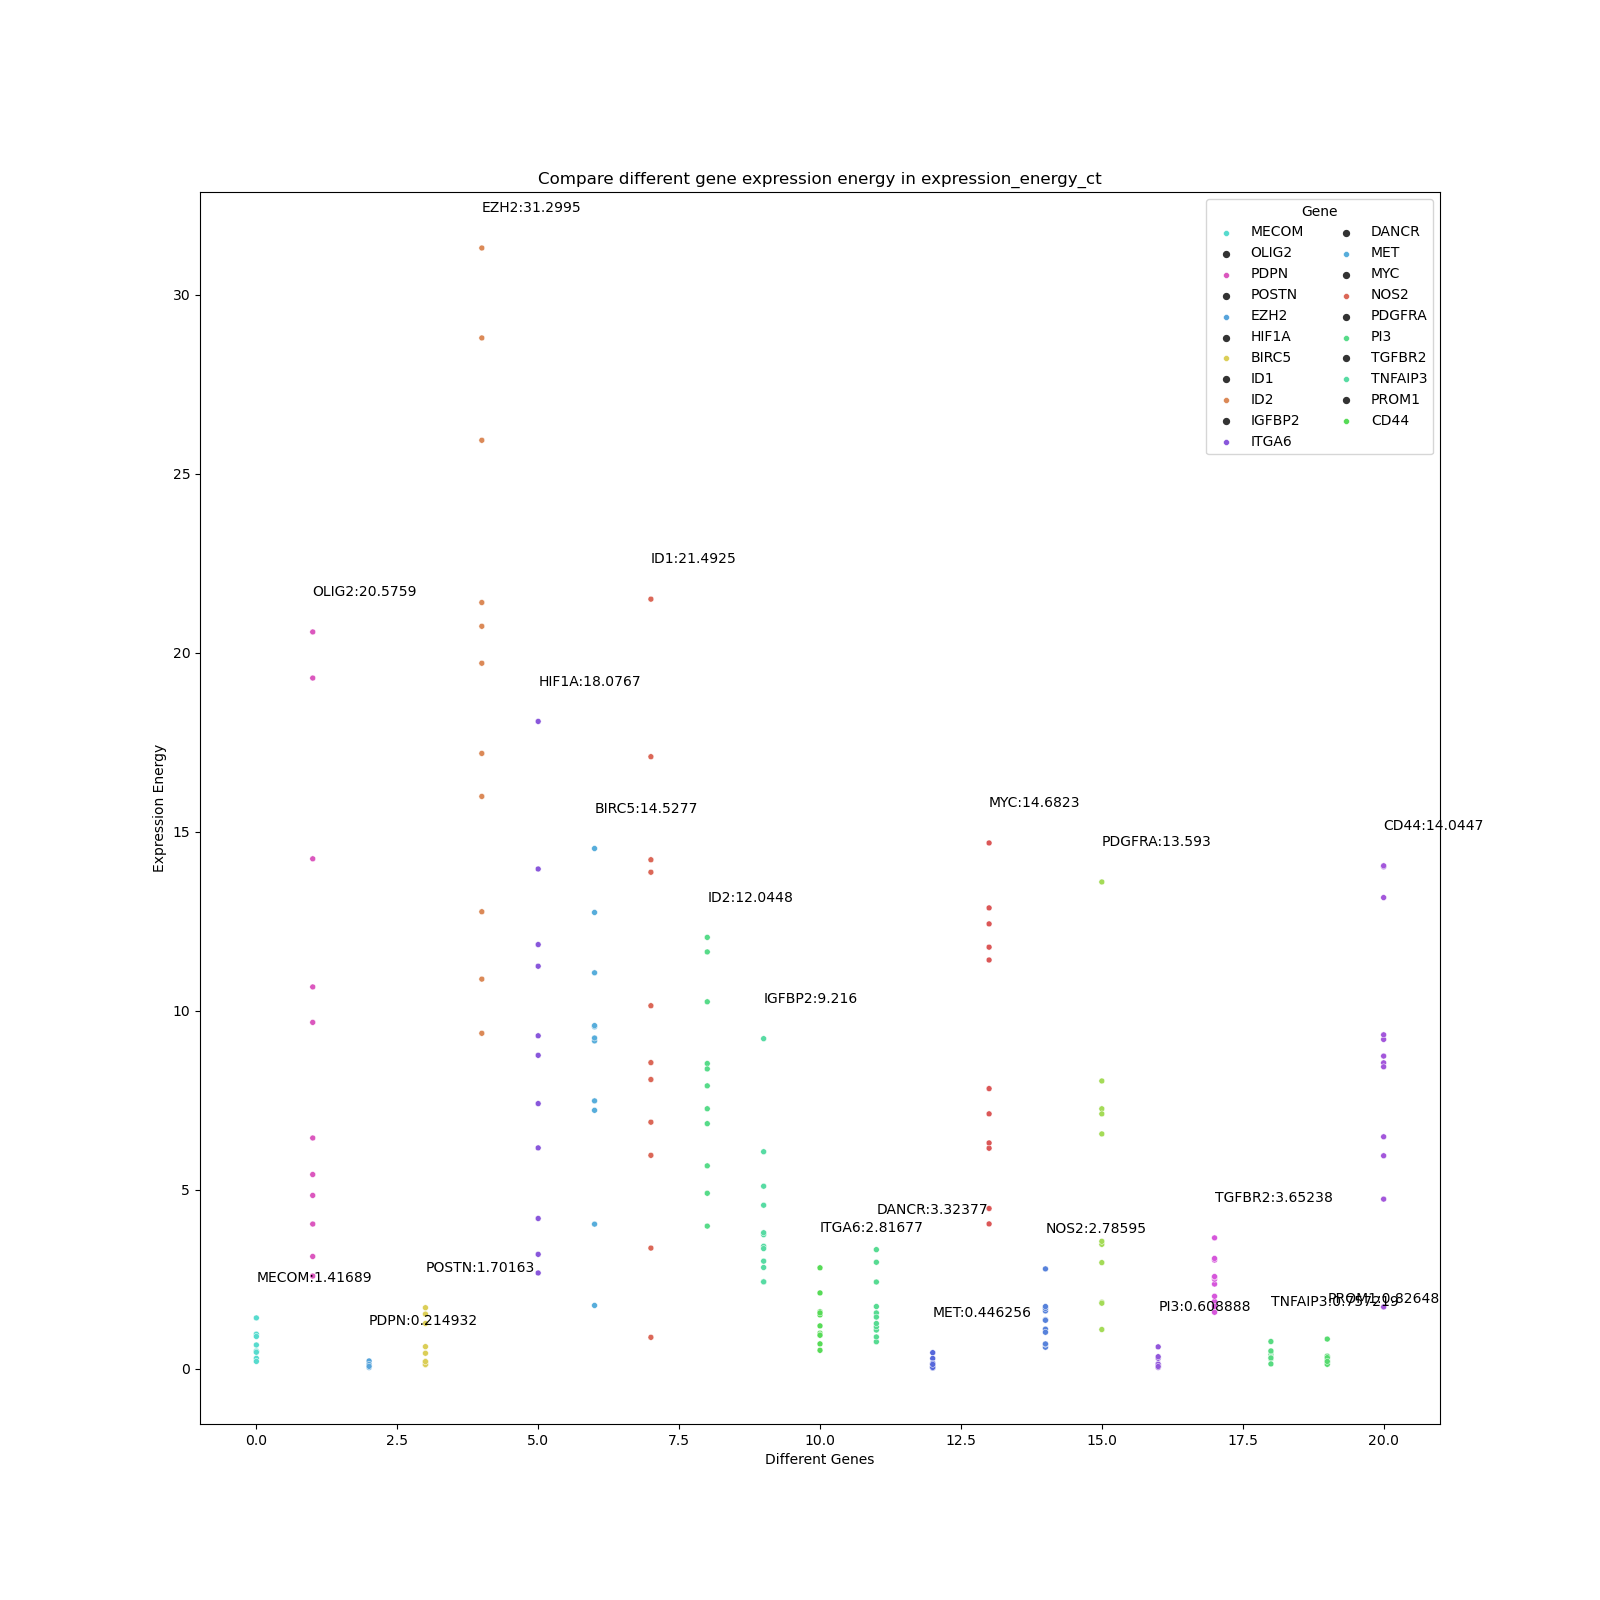 Compare different gene expression energy in expression_energy_ct
EZH2:31.2995
Gene
MECOM
OLIG2
PDPN
POSTN
EZH2
HIF1A
BIRC5
ID1
ID2
IGFBP2
ITGA6
DANCR
MET
MYC
NOS2
PDGFRA
PI3
TGFBR2
TNFAIP3
PROM1
CD44
ID1:21.4925
OLIG2:20.5759
HIF1A:18.0767
BIRC5:14.5277
MYC:14.6823
CD44:14.0447
PDGFRA:13.593
ID2:12.0448
IGFBP2:9.216
TGFBR2:3.65238
DANCR:3.32377
ITGA6:2.81677
NOS2:2.78595
POSTN:1.70163
MECOM:1.41689
PI3:0.608888
MET:0.446256
PDPN:0.214932
PROM1:0.82648
30
25
20
15
10
5
0
Expression Energy
0.0 2.5 5.0 7.5 10.0 12.5 15.0 17.5 20.0
Different Genes